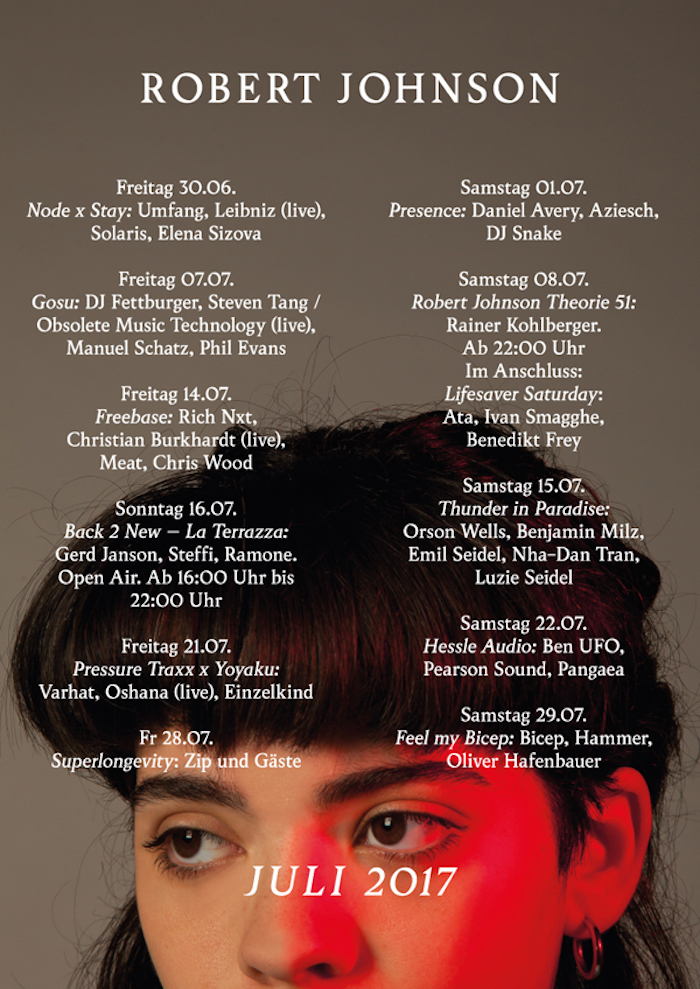 ROBERT JOHNSON
Freitag 30.06.
Node x Stay: Umfang, Leibniz (live),
Solaris, Elena Sizova
Freitag 07.07.
Gosu: DJ Fettburger, Steven Tang /
Obsolete Music Technology (live),
Manuel Schatz, Phil Evans
Freitag 14.07.
Freebase: Rich Nxt,
Christian Burkhardt (live),
Meat, Chris Wood
Sonntag 16.07.
Back 2 New – La Terrazza:
Gerd Janson, Steffi, Ramone.
Open Air. Ab 16:00 Uhr bis
22:00 Uhr
Freitag 21.07.
Pressure Traxx x Yoyaku:
Varhat, Oshana (live), Einzelkind
Fr 28.07.
Superlongevity: Zip und Gäste
Samstag 01.07.
Presence: Daniel Avery, Aziesch,
DJ Snake
Samstag 08.07.
Robert Johnson Theorie 51:
Rainer Kohlberger.
Ab 22:00 Uhr
Im Anschluss:
Lifesaver Saturday:
Ata, Ivan Smagghe,
Benedikt Frey
Samstag 15.07.
Thunder in Paradise:
Orson Wells, Benjamin Milz,
Emil Seidel, Nha-Dan Tran,
Luzie Seidel
Samstag 22.07.
Hessle Audio: Ben UFO,
Pearson Sound, Pangaea
Samstag 29.07.
Feel my Bicep: Bicep, Hammer,
Oliver Hafenbauer
JULI 2017